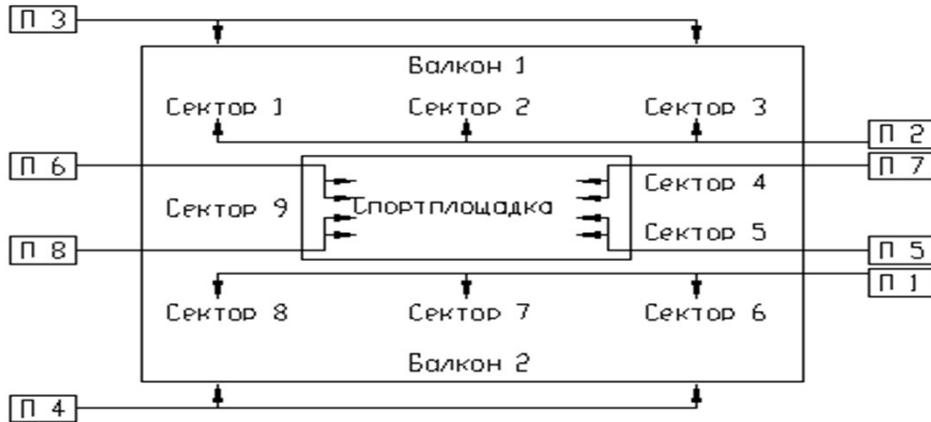 П 3
Балкон 1
Сектор 1 Сектор 2 Сектор 3
П 2
П 6 П 7
Сектор 4
Сектор 9 Спортплощадка
Сектор 5
П 8 П 5
П 1
Сектор 8 Сектор 7 Сектор 6
Балкон 2
П 4